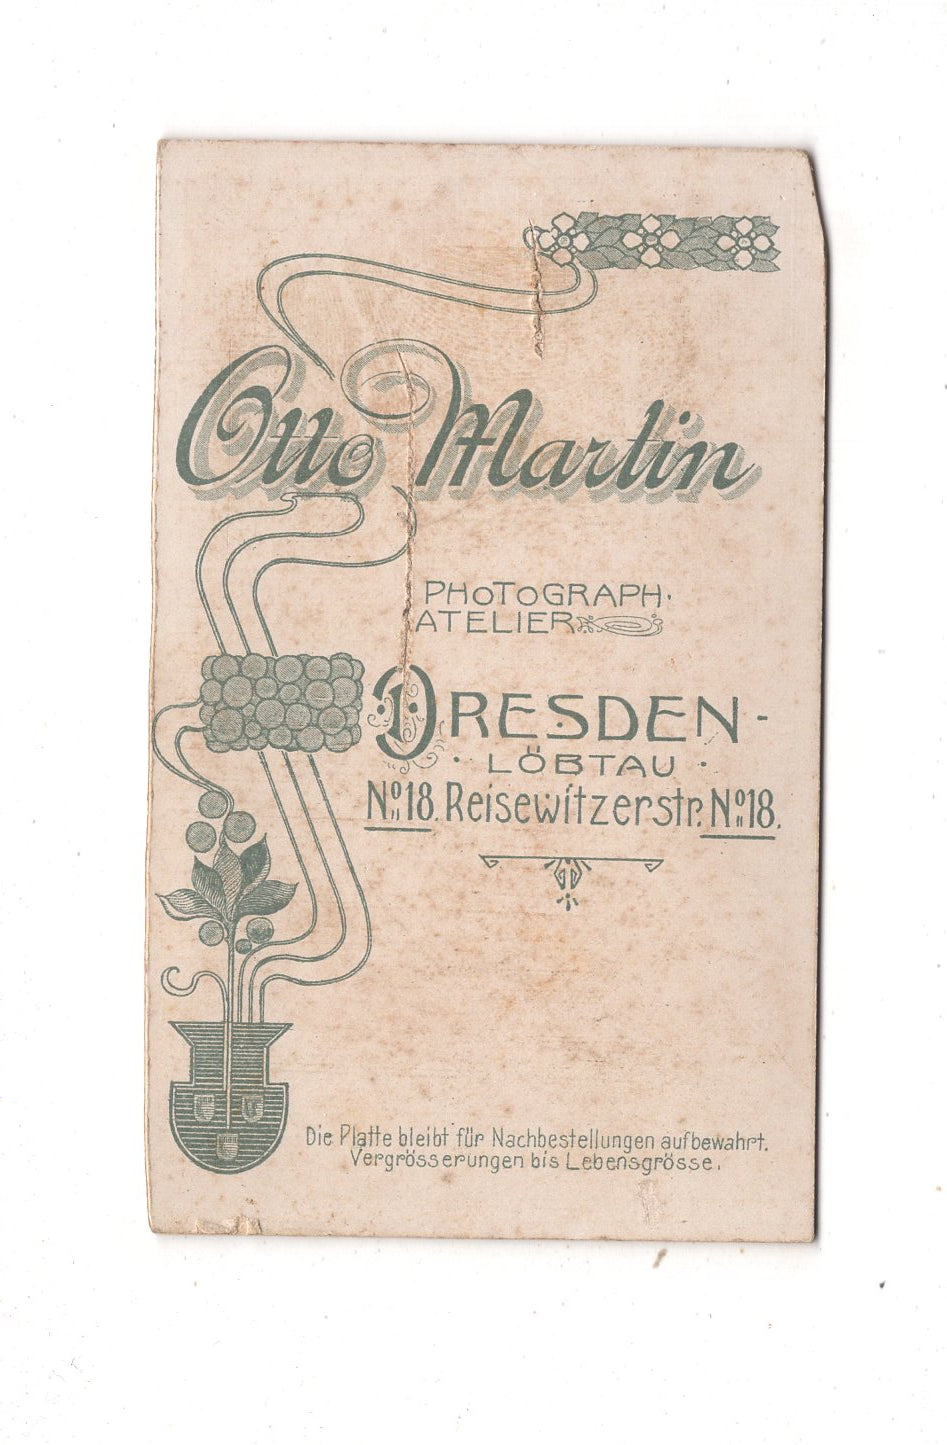 Otto Martin
PHOTOGRAPH.
ATELIER
DRESDEN-
· LÖBTAU ·
No 18. Reisewitzerstr. No 18.
Die Platte bleibt für Nachbestellungen aufbewahrt.
Vergrösserungen bis Lebensgrösse.